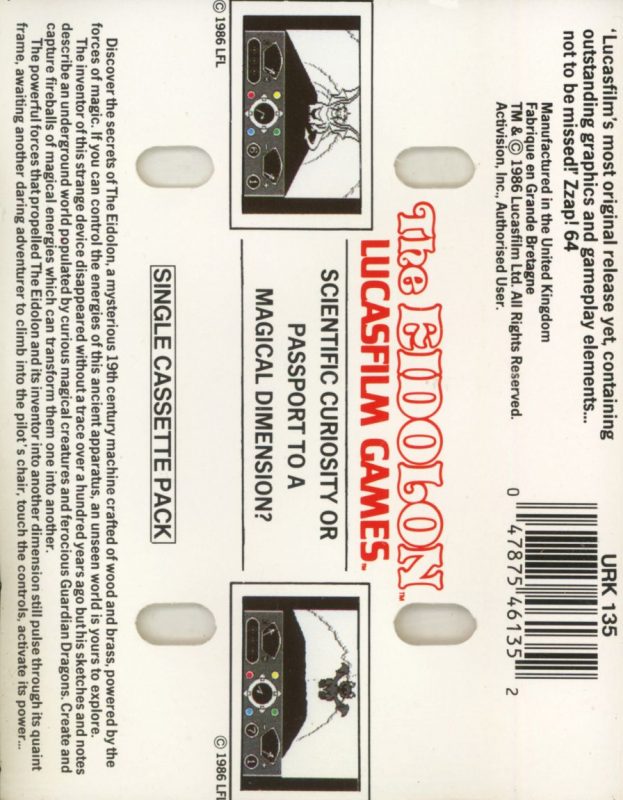 'Lucasfilm's most original release yet, containing
outstanding graphics and gameplay elements...
not to be missed!' Zzap! 64
URK 135
Manufactured in the United Kingdom
Fabrique en Grande Bretagne
TM & © 1986 Lucasfilm Ltd. All Rights Reserved.
Activision, Inc., Authorised User.
0 47875 46135 2
The EIDOLON™
LUCASFILM GAMES™
SCIENTIFIC CURIOSITY OR
PASSPORT TO A
MAGICAL DIMENSION?
© 1986 LFL
© 1986 LFL
SINGLE CASSETTE PACK
Discover the secrets of The Eidolon, a mysterious 19th century machine crafted of wood and brass, powered by the
forces of magic. If you can control the energies of this ancient apparatus, an unseen world is yours to explore.
The inventor of this strange device disappeared without a trace over a hundred years ago but his sketches and notes
describe an underground world populated by curious magical creatures and ferocious Guardian Dragons. Create and
capture fireballs of magical energies which can transform them one into another.
The powerful forces that propelled The Eidolon and its inventor into another dimension still pulse through its quaint
frame, awaiting another daring adventurer to climb into the pilot's chair, touch the controls, activate its power...